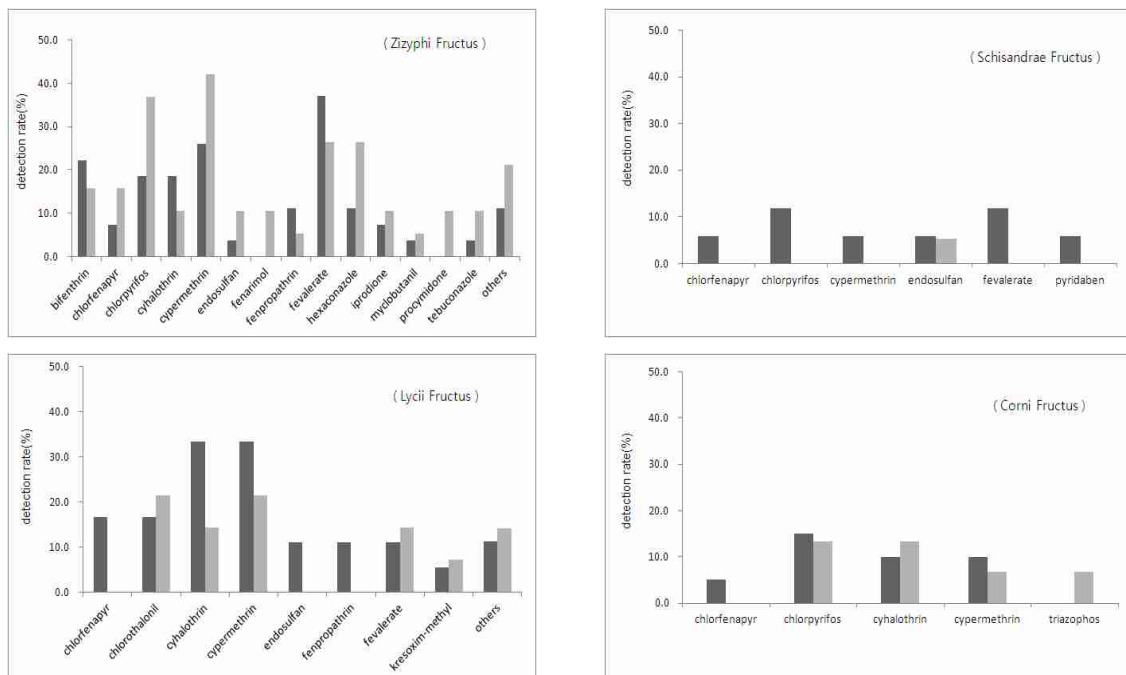 ( Zizyphi Fructus )
detection rate(%)
50.0
40.0
30.0
20.0
10.0
0.0
bifenthrin
chlorfenapyr
chlorpyrifos
cyhalothrin
cypermethrin
endosulfan
fenarimol
fenpropathrin
fevalerate
hexaconazole
iprodione
myclobutanil
procymidone
tebuconazole
others
( Schisandrae Fructus )
detection rate(%)
50.0
40.0
30.0
20.0
10.0
0.0
chlorfenapyr chlorpyrifos cypermethrin endosulfan fevalerate pyridaben
( Lycii Fructus )
detection rate(%)
50.0
40.0
30.0
20.0
10.0
0.0
chlorfenapyr
chlorothalonil
cyhalothrin
cypermethrin
endosulfan
fenpropathrin
fevalerate
kresoxim-methyl
others
( Corni Fructus )
detection rate(%)
50.0
40.0
30.0
20.0
10.0
0.0
chlorfenapyr chlorpyrifos cyhalothrin cypermethrin triazophos